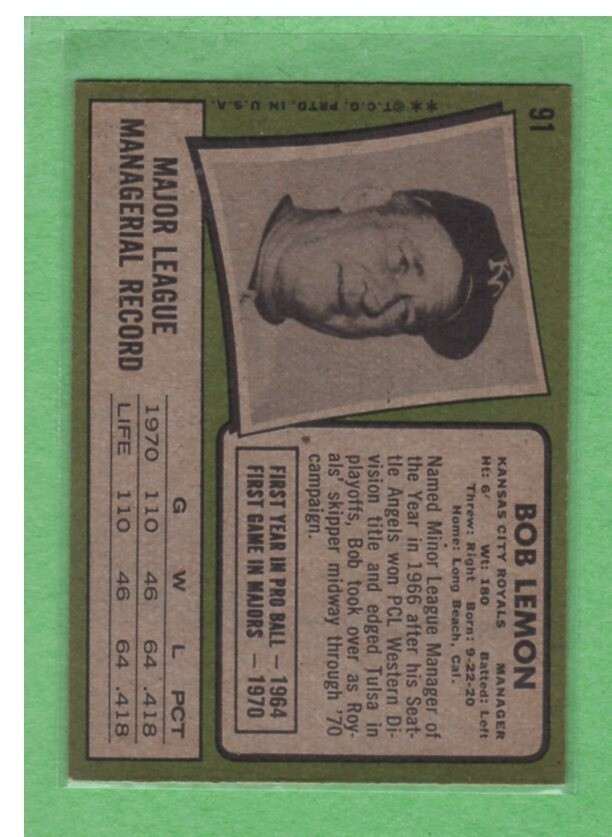 91
**©T.C.G. PRTD. IN U.S.A.
BOB LEMON
KANSAS CITY ROYALS MANAGER
Ht: 6' Wt: 180 Batted: Left
Threw: Right Born: 9-22-20
Home: Long Beach, Cal.
Named Minor League Manager of
the Year in 1966 after his Seat-
tle Angels won PCL Western Di-
vision title and edged Tulsa in
playoffs, Bob took over as Roy-
als' skipper midway through '70
campaign.
FIRST YEAR IN PRO BALL — 1964
FIRST GAME IN MAJORS — 1970
KC
MAJOR LEAGUE
MANAGERIAL RECORD
G W L PCT
1970 110 46 64 .418
LIFE 110 46 64 .418